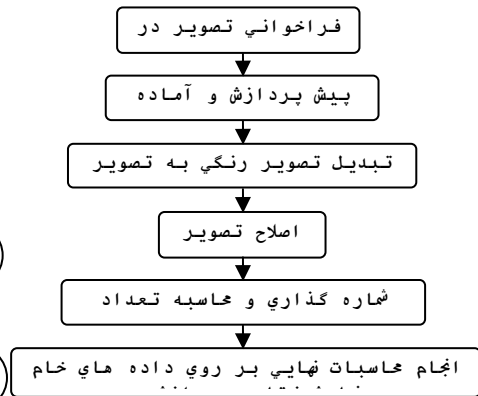 فراخواني تصوير در
پيش پردازش و آماده
تبديل تصوير رنگي به تصوير
اصلاح تصوير
شماره گذاري و محاسبه تعداد
انجام محاسبات نهايي بر روي داده هاي خام